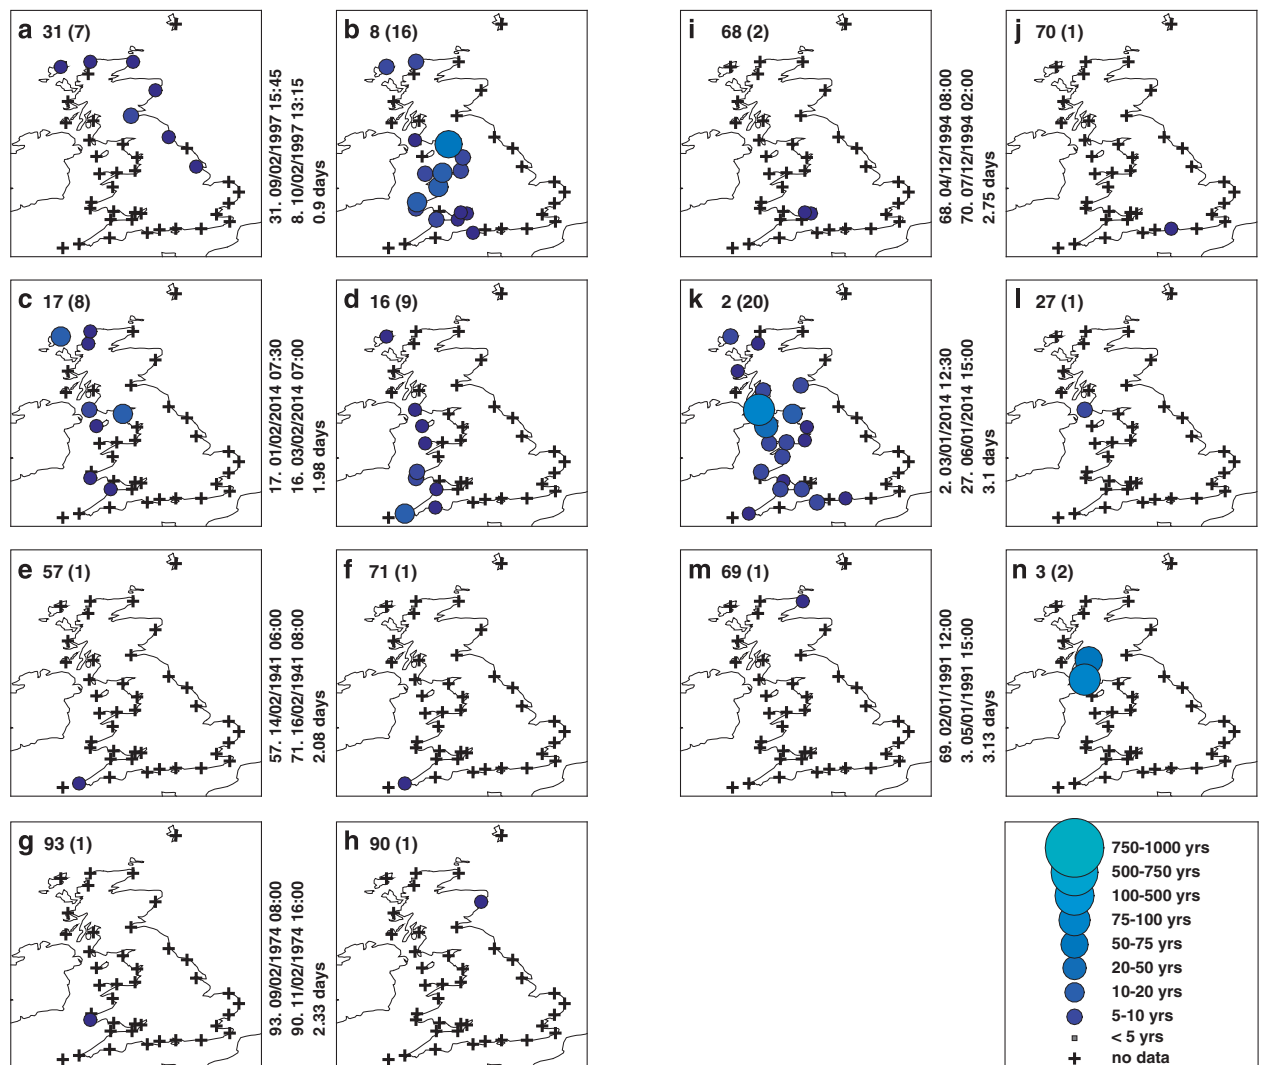 a 31 (7)
31. 09/02/1997 15:45
8. 10/02/1997 13:15
0.9 days
b 8 (16)
i 68 (2)
68. 04/12/1994 08:00
70. 07/12/1994 02:00
2.75 days
j 70 (1)
c 17 (8)
17. 01/02/2014 07:30
16. 03/02/2014 07:00
1.98 days
d 16 (9)
k 2 (20)
2. 03/01/2014 12:30
27. 06/01/2014 15:00
3.1 days
l 27 (1)
e 57 (1)
57. 14/02/1941 06:00
71. 16/02/1941 08:00
2.08 days
f 71 (1)
m 69 (1)
69. 02/01/1991 12:00
3. 05/01/1991 15:00
3.13 days
n 3 (2)
g 93 (1)
93. 09/02/1974 08:00
90. 11/02/1974 16:00
2.33 days
h 90 (1)
750-1000 yrs
500-750 yrs
100-500 yrs
75-100 yrs
50-75 yrs
20-50 yrs
10-20 yrs
5-10 yrs
< 5 yrs
no data